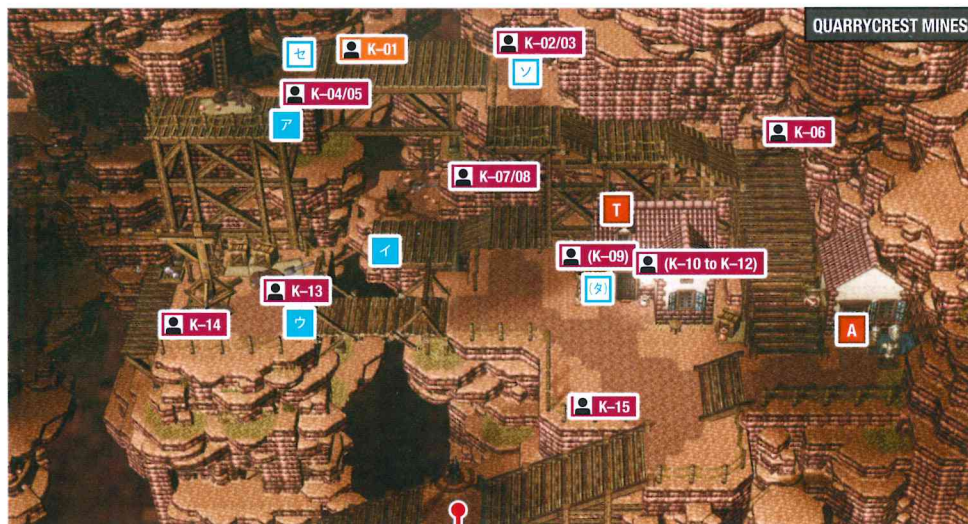 QUARRYCREST MINES
セ
K–01
K–02/03
ソ
K–04/05
ア
K–06
K–07/08
T
イ
(K–09)
(K–10 to K–12)
(タ)
K–13
ウ
K–14
A
K–15